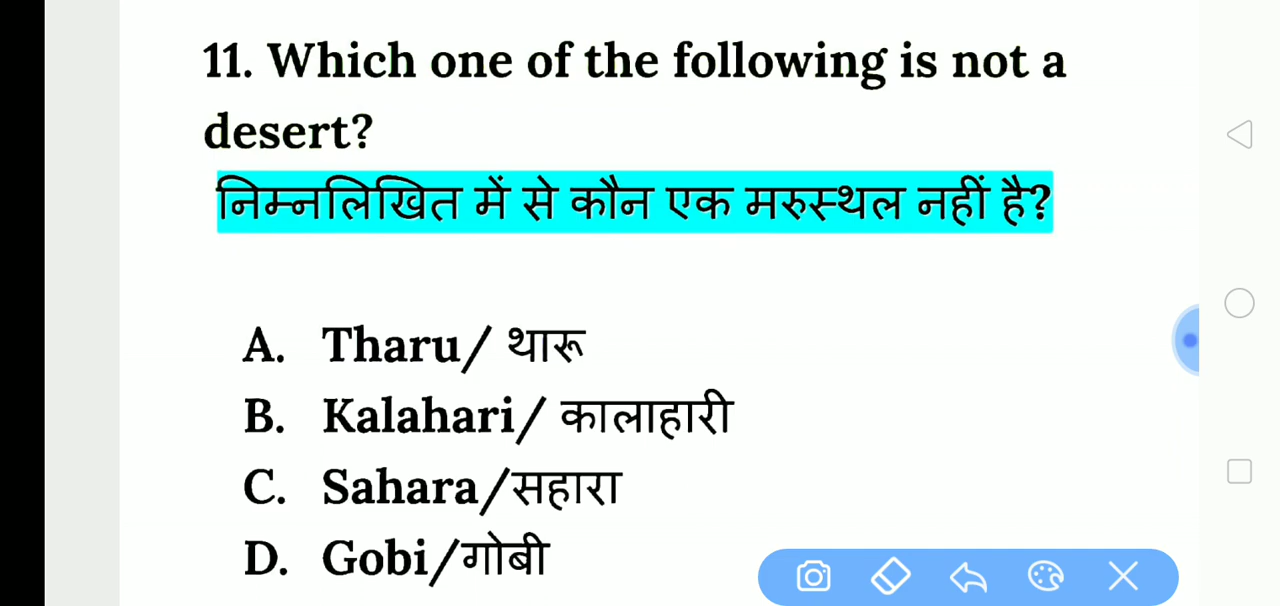 11. Which one of the following is not a
desert?
निम्नलिखित में से कौन एक मरुस्थल नहीं है?
A. Tharu/ थारू
B. Kalahari/ कालाहारी
C. Sahara/सहारा
D. Gobi/गोबी